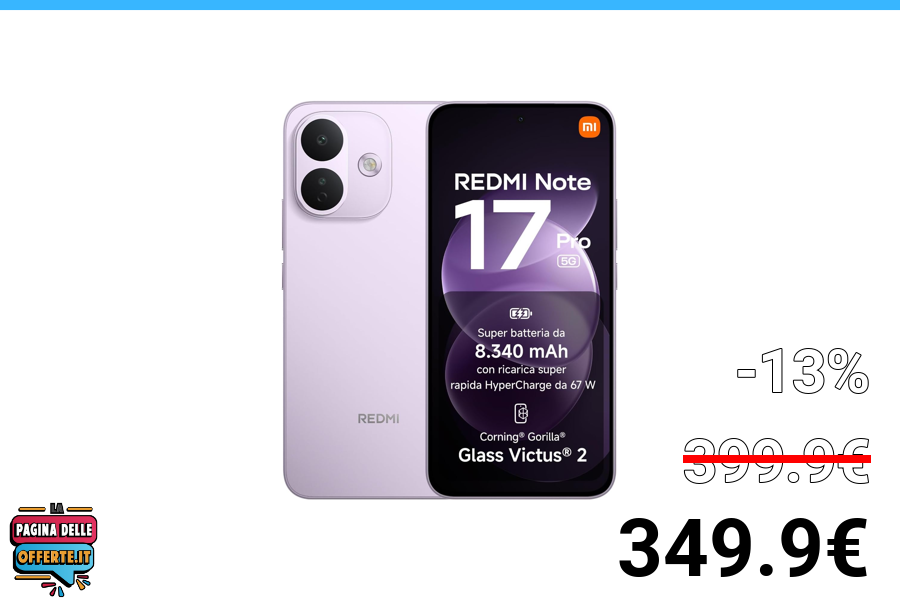 REDMI Note
17
Pro
5G
Super batteria da
8.340 mAh
con ricarica super
rapida HyperCharge da 67 W
Corning® Gorilla®
Glass Victus® 2
REDMI
-13%
399.9€
349.9€
LA
PAGINA DELLE
OFFERTE.IT